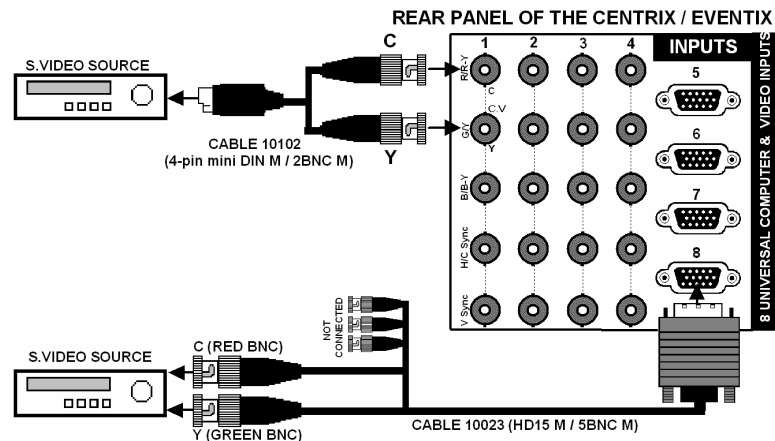 REAR PANEL OF THE CENTRIX / EVENTIX
S.VIDEO SOURCE
C
Y
CABLE 10102
(4-pin mini DIN M / 2BNC M)
1 2 3 4
INPUTS
R/R-Y
C
C.V
G/Y
Y
B/B-Y
H/C Sync
V Sync
5
6
7
8
8 UNIVERSAL COMPUTER & VIDEO INPUTS
NOT
CONNECTED
S.VIDEO SOURCE
C (RED BNC)
Y (GREEN BNC)
CABLE 10023 (HD15 M / 5BNC M)